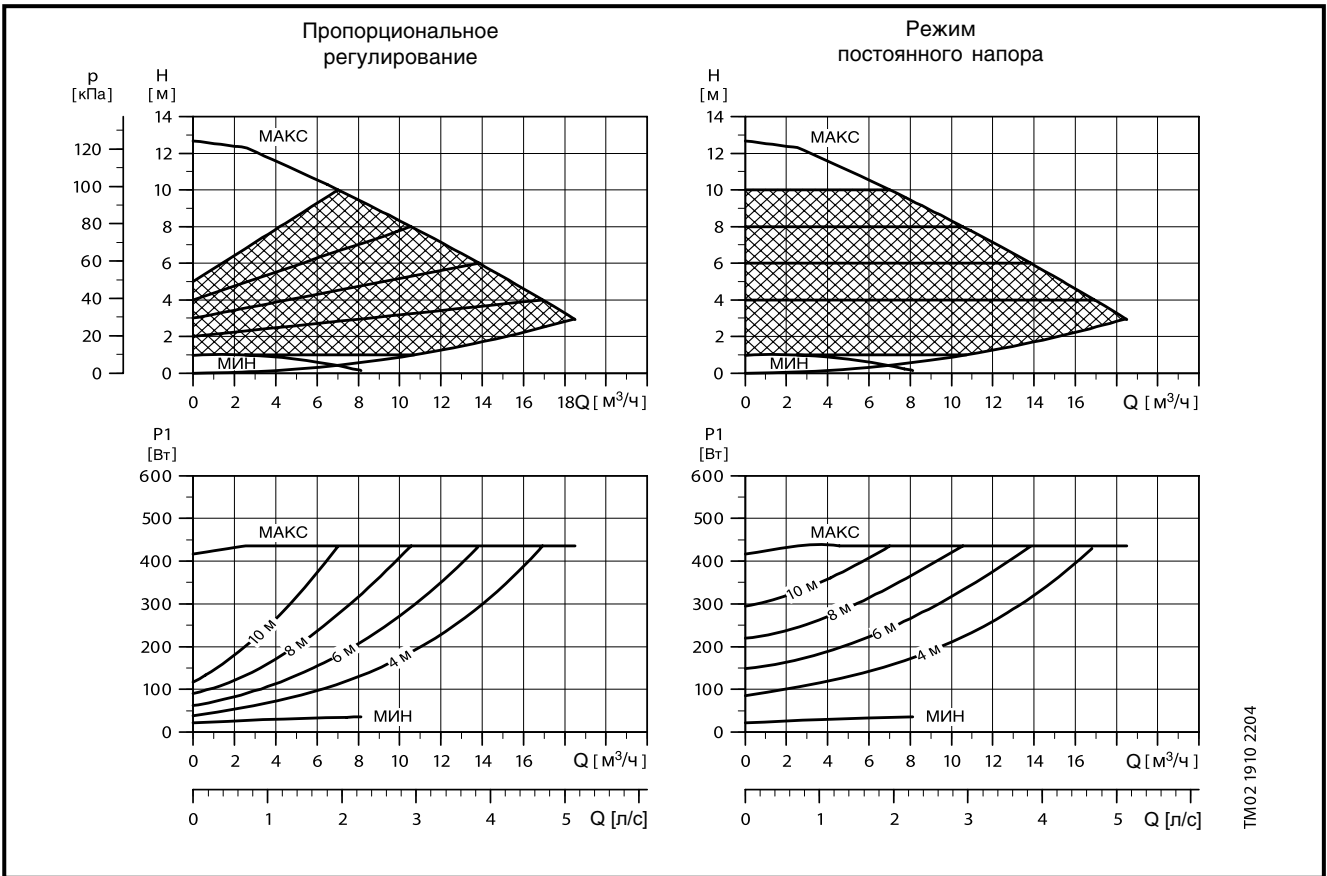 Пропорциональное
регулирование
Режим
постоянного напора
p
[кПа]
H
[м]
H
[м]
14
12
10
8
6
4
2
0
120
100
80
60
40
20
0
МАКС
МИН
0 2 4 6 8 10 12 14 16 18 Q [м³/ч]
14
12
10
8
6
4
2
0
МАКС
МИН
0 2 4 6 8 10 12 14 16 Q [м³/ч]
P1
[Вт]
600
500
400
300
200
100
0
МАКС
10 м
8 м
6 м
4 м
МИН
0 2 4 6 8 10 12 14 16 Q [м³/ч]
0 1 2 3 4 5 Q [л/с]
P1
[Вт]
600
500
400
300
200
100
0
МАКС
10 м
8 м
6 м
4 м
МИН
0 2 4 6 8 10 12 14 16 Q [м³/ч]
0 1 2 3 4 5 Q [л/с]
TM02 1910 2204